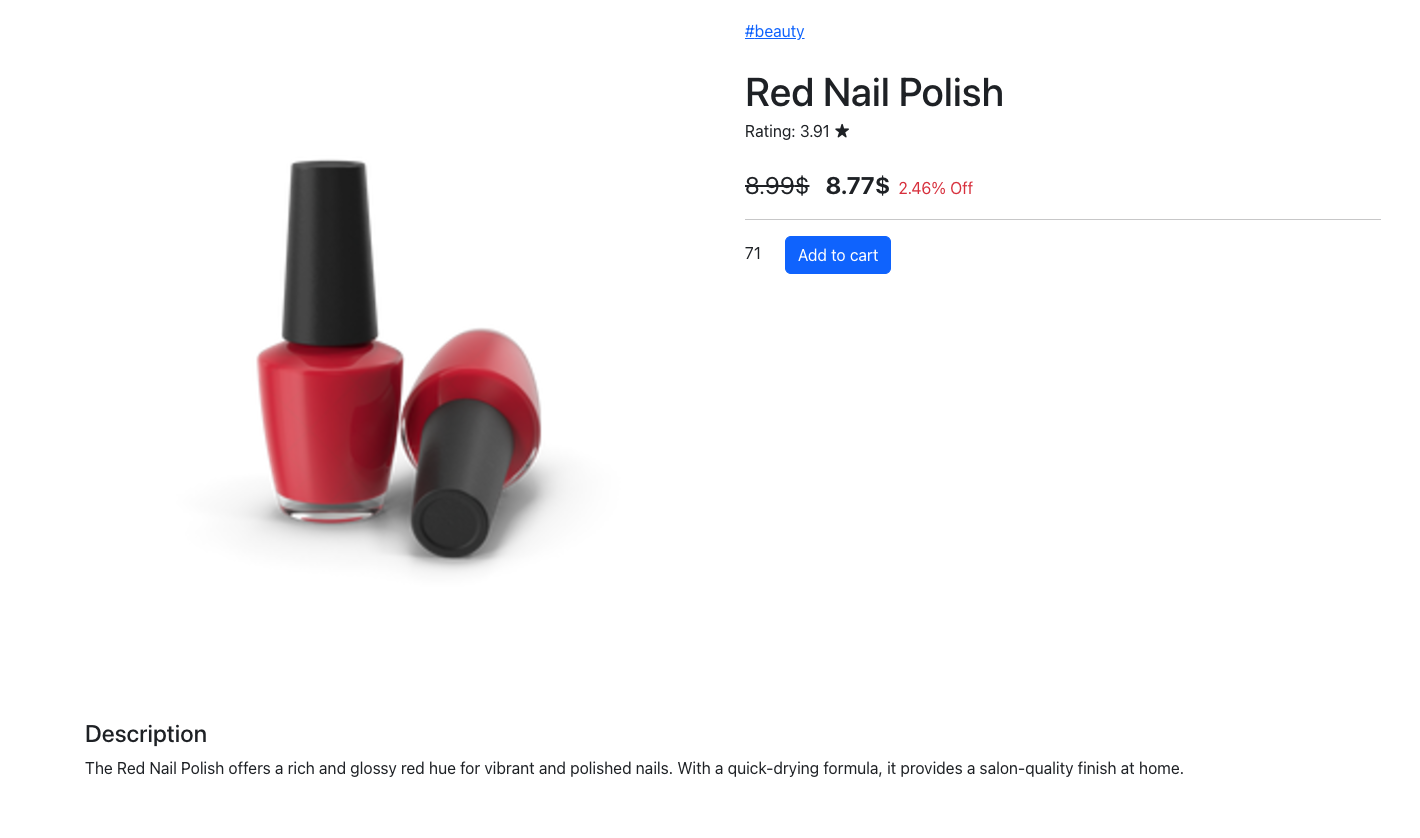 #beauty
Red Nail Polish
Rating: 3.91 ★
8.99$ 8.77$ 2.46% Off
71 Add to cart
Description
The Red Nail Polish offers a rich and glossy red hue for vibrant and polished nails. With a quick-drying formula, it provides a salon-quality finish at home.